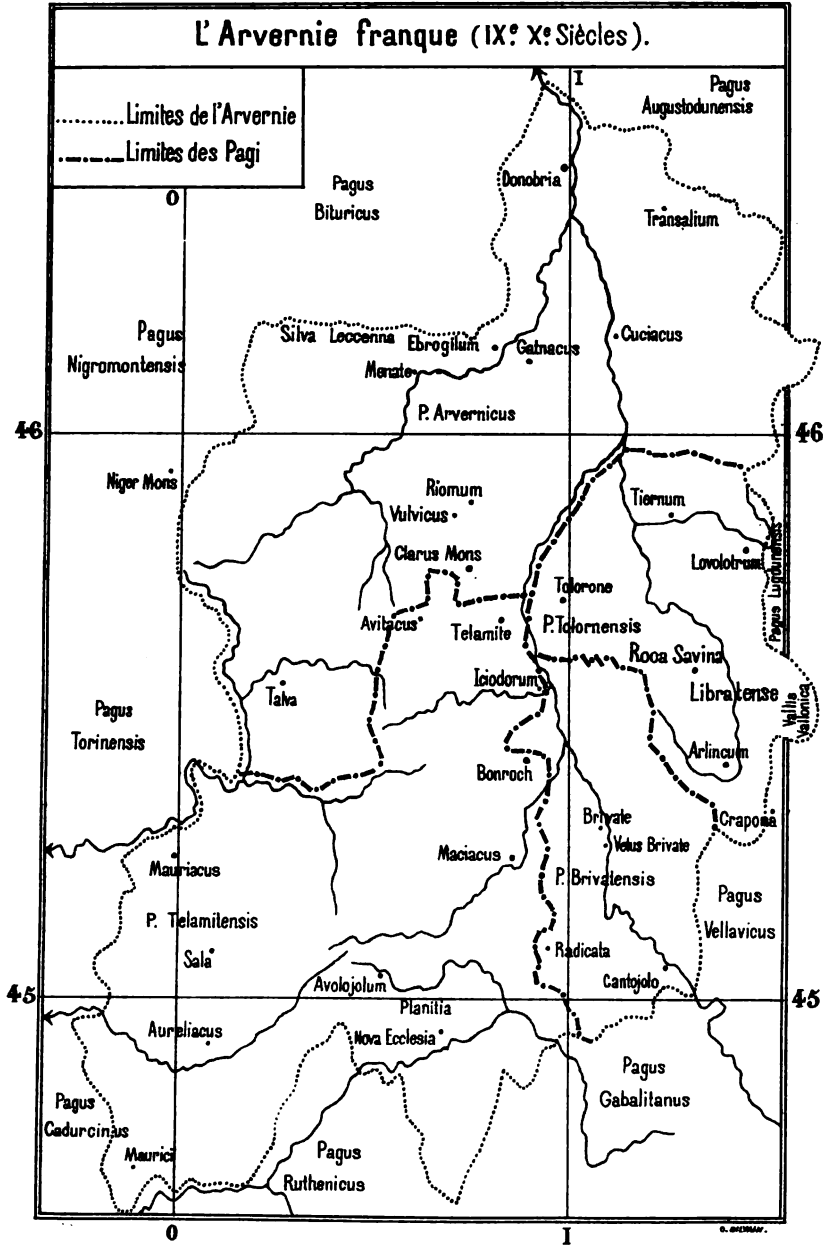 L'Arvernie franque (IXe. Xe. Siècles).
Limites de l'Arvernie
Limites des Pagi
I
Pagus
Augustodunensis
Donobria
Pagus
Bituricus
0
Transalium
Pagus
Nigromontensis
Silva Leccenna
Ebrogilum
Gatnacus
Cuciacus
Menate
P. Arvernicus
46
46
Niger Mons
Riomum
Vulvicus
Tiernum
Clarus Mons
Lovolotrum
Pagus Lugdunensis
Tolorone
Avitacus
Telamite
P. Tolornensis
Roca Savina
Iciodorum
Libratense
Talva
Vallis
Vallonica
Pagus
Torinensis
Arlincum
Bonroch
Brivate
Crapona
Vetus Brivate
Maciacus
Mauriacus
P. Brivatensis
Pagus
Vellavicus
P. Telamitensis
Sala
Radicata
Cantojolo
Avolojolum
45
45
Planitia
Aureliacus
Nova Ecclesia
Pagus
Gabalitanus
Pagus
Cadurcinus
Maurici
Pagus
Ruthenicus
0
I